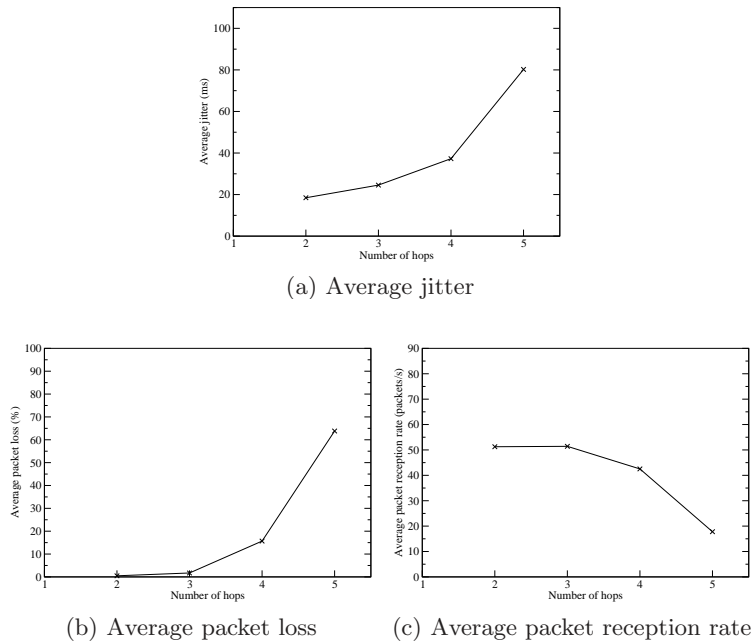 100
80
60
40
20
0
Average jitter (ms)
1 2 3 4 5
Number of hops
(a) Average jitter
100
90
80
70
60
50
40
30
20
10
0
Average packet loss (%)
1 2 3 4 5
Number of hops
(b) Average packet loss
90
80
70
60
50
40
30
20
10
0
Average packet reception rate (packets/s)
1 2 3 4 5
Number of hops
(c) Average packet reception rate